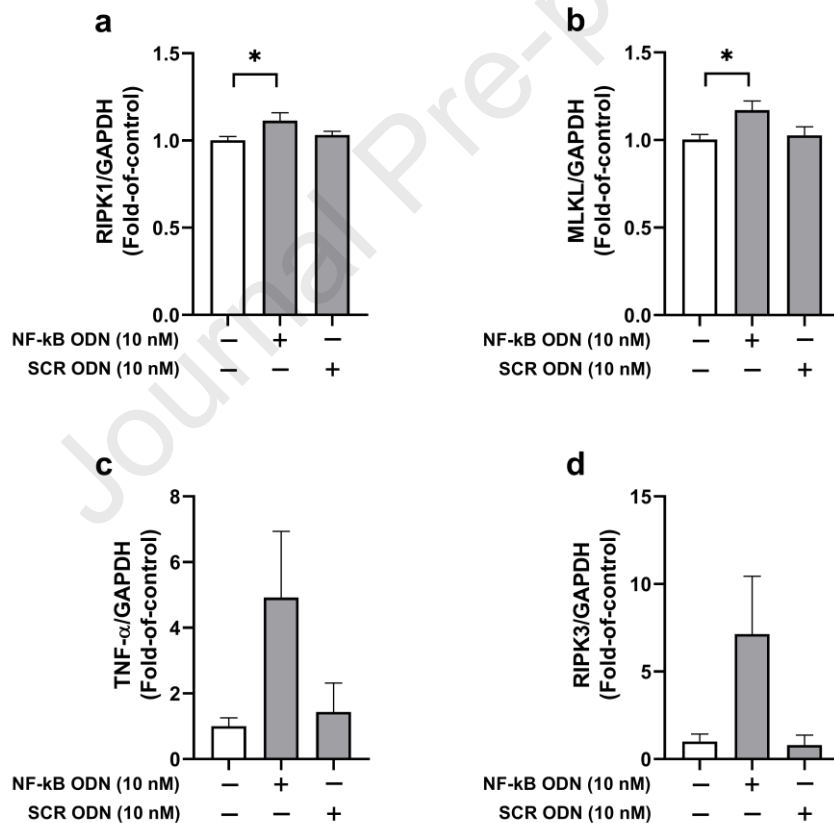 a
b
*
*
RIPK1/GAPDH
(Fold-of-control)
1.5
1.0
0.5
0.0
MLKL/GAPDH
(Fold-of-control)
1.5
1.0
0.5
0.0
NF-kB ODN (10 nM) – + –
SCR ODN (10 nM) – – +
NF-kB ODN (10 nM) – + –
SCR ODN (10 nM) – – +
c
d
TNF-α/GAPDH
(Fold-of-control)
8
6
4
2
0
RIPK3/GAPDH
(Fold-of-control)
15
10
5
0
NF-kB ODN (10 nM) – + –
SCR ODN (10 nM) – – +
NF-kB ODN (10 nM) – + –
SCR ODN (10 nM) – – +
Journal Pre-p